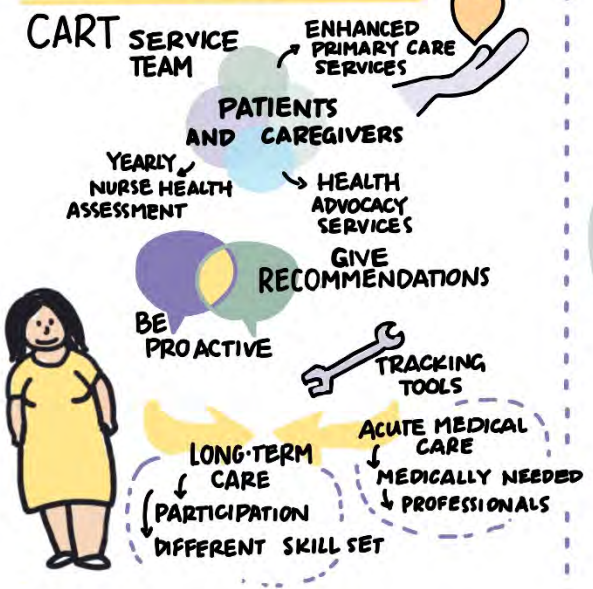 CART SERVICE
TEAM
ENHANCED
PRIMARY CARE
SERVICES
PATIENTS
AND CAREGIVERS
YEARLY
NURSE HEALTH
ASSESSMENT
HEALTH
ADVOCACY
SERVICES
GIVE
RECOMMENDATIONS
BE
PROACTIVE
TRACKING
TOOLS
LONG-TERM
CARE
PARTICIPATION
DIFFERENT SKILL SET
ACUTE MEDICAL
CARE
MEDICALLY NEEDED
PROFESSIONALS